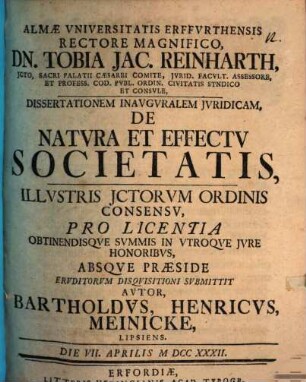 12.
ALMÆ VNIVERSITATIS ERFFVRTHENSIS
RECTORE MAGNIFICO,
DN. TOBIA JAC. REINHARTH,
JCTO, SACRI PALATII CÆSAREI COMITE, JVRID. FACVLT. ASSESSORE,
ET PROFESS. COD. PVBL. ORDIN. CIVITATIS SYNDICO
ET CONSVLE,
DISSERTATIONEM INAVGVRALEM JVRIDICAM,
DE
NATVRA ET EFFECTV
SOCIETATIS,
ILLVSTRIS JCTORVM ORDINIS
CONSENSV,
PRO LICENTIA
OBTINENDISQVE SVMMIS IN VTROQVE JVRE
HONORIBVS,
ABSQVE PRÆSIDE
ERVDITORVM DISQVISITIONI SVBMITTIT
AVTOR,
BARTHOLDVS, HENRICVS,
MEINICKE,
LIPSIENS.
DIE VII. APRILIS M DCC XXXII.
ERFORDIÆ,